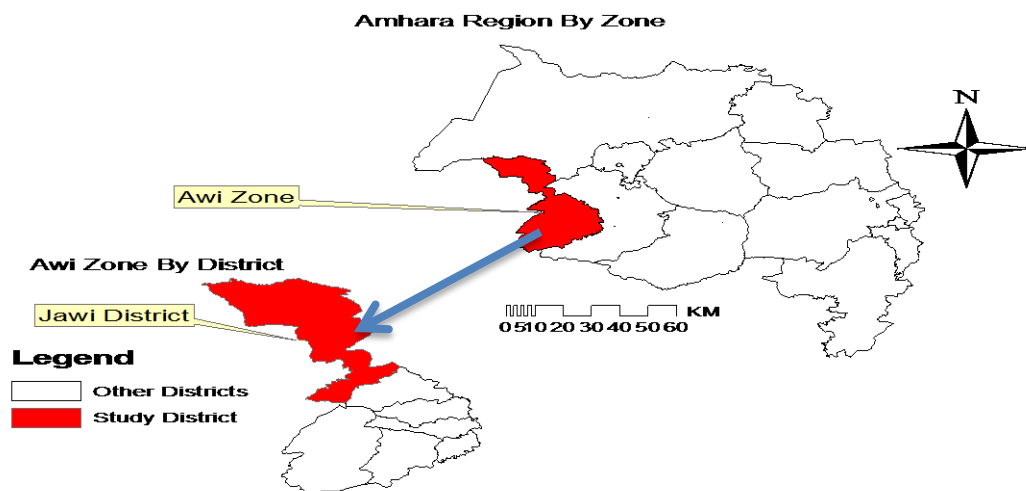 Amhara Region By Zone
N
Awi Zone
Awi Zone By District
Jawi District
KM
0 5 10 20 30 40 50 60
Legend
Other Districts
Study District